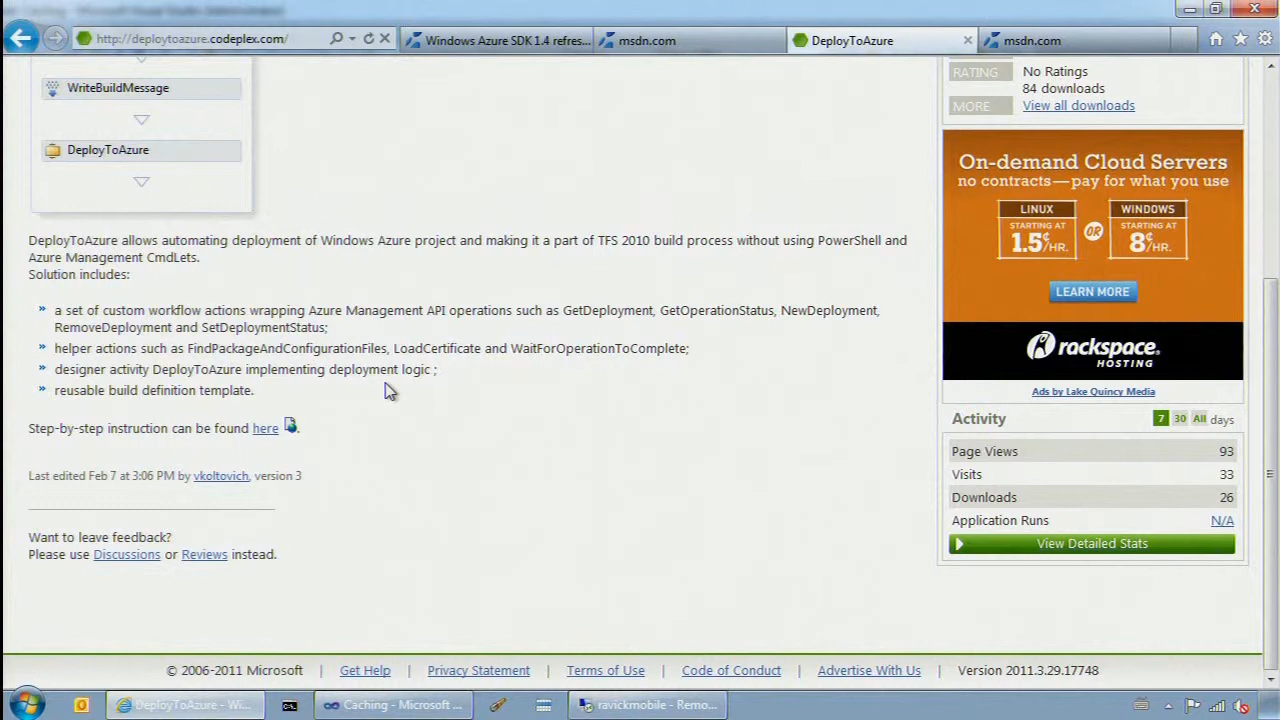 http://deploytoazure.codeplex.com/
Windows Azure SDK 1.4 refres...
msdn.com
DeployToAzure
msdn.com
WriteBuildMessage
DeployToAzure
DeployToAzure allows automating deployment of Windows Azure project and making it a part of TFS 2010 build process without using PowerShell and
Azure Management CmdLets.
Solution includes:
» a set of custom workflow actions wrapping Azure Management API operations such as GetDeployment, GetOperationStatus, NewDeployment,
RemoveDeployment and SetDeploymentStatus;
» helper actions such as FindPackageAndConfigurationFiles, LoadCertificate and WaitForOperationToComplete;
» designer activity DeployToAzure implementing deployment logic ;
» reusable build definition template.
Step-by-step instruction can be found here .
Last edited Feb 7 at 3:06 PM by vkoltovich, version 3
Want to leave feedback?
Please use Discussions or Reviews instead.
RATING No Ratings
84 downloads
MORE View all downloads
On-demand Cloud Servers
no contracts—pay for what you use
LINUX
STARTING AT
1.5¢/HR.
OR
WINDOWS
STARTING AT
8¢/HR.
LEARN MORE
rackspace
HOSTING
Ads by Lake Quincy Media
Activity 7 30 All days
Page Views 93
Visits 33
Downloads 26
Application Runs N/A
View Detailed Stats
© 2006-2011 Microsoft | Get Help | Privacy Statement | Terms of Use | Code of Conduct | Advertise With Us | Version 2011.3.29.17748
DeployToAzure - Wi...
Caching - Microsoft ...
ravickmobile - Remo...